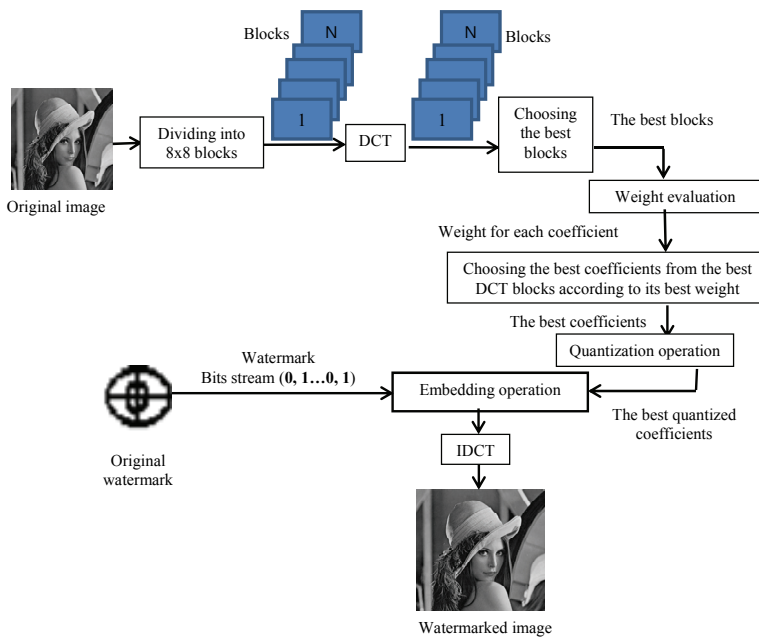 Blocks
N
1
N
Blocks
1
Original image
Dividing into
8x8 blocks
DCT
Choosing
the best
blocks
The best blocks
Weight evaluation
Weight for each coefficient
Choosing the best coefficients from the best
DCT blocks according to its best weight
The best coefficients
Quantization operation
Watermark
Bits stream (0, 1…0, 1)
Embedding operation
The best quantized
coefficients
Original
watermark
IDCT
Watermarked image